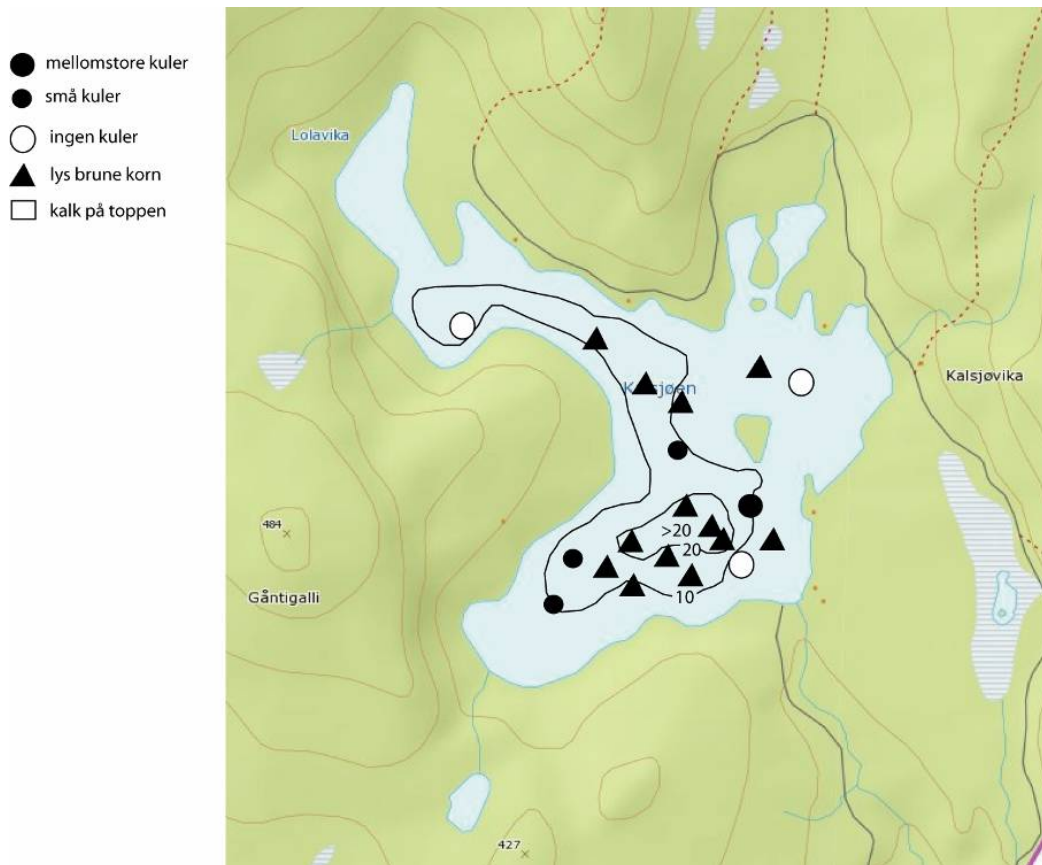 mellomstore kuler
små kuler
ingen kuler
lys brune korn
kalk på toppen
Lolavika
Kalsjøen
Kalsjøvika
484
>20
20
10
Gåntigalli
427